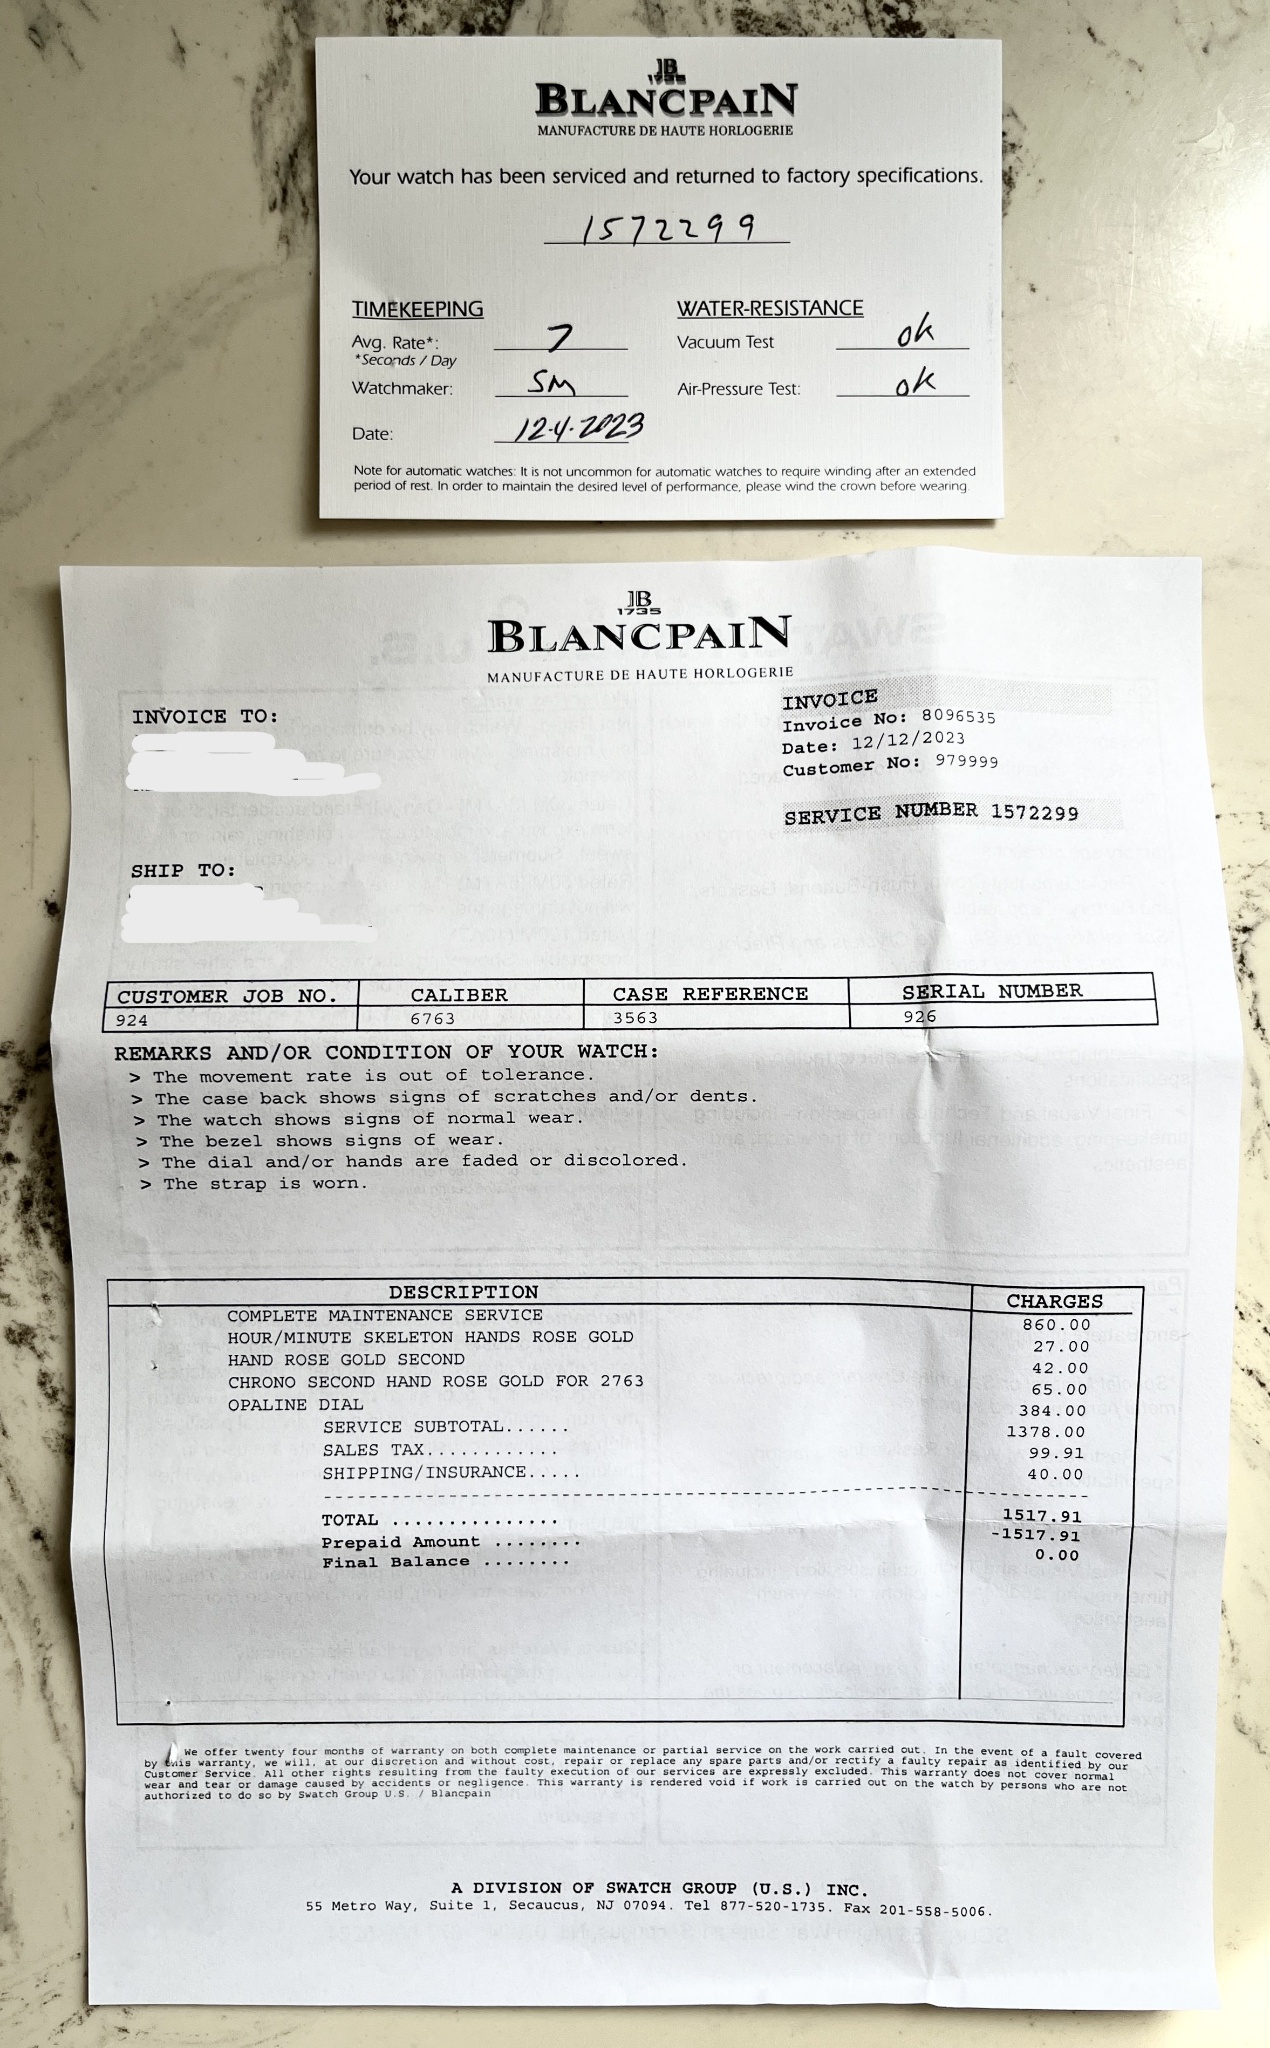 JB
1735
BLANCPAIN
MANUFACTURE DE HAUTE HORLOGERIE
Your watch has been serviced and returned to factory specifications.
1572299
TIMEKEEPING WATER-RESISTANCE
Avg. Rate*: 7 Vacuum Test ok
*Seconds / Day
Watchmaker: SM Air-Pressure Test: ok
Date: 12-4-2023
Note for automatic watches: It is not uncommon for automatic watches to require winding after an extended
period of rest. In order to maintain the desired level of performance, please wind the crown before wearing.
JB
1735
BLANCPAIN
MANUFACTURE DE HAUTE HORLOGERIE
INVOICE TO:
INVOICE
Invoice No: 8096535
Date: 12/12/2023
Customer No: 979999
SERVICE NUMBER 1572299
SHIP TO:
CUSTOMER JOB NO. CALIBER CASE REFERENCE SERIAL NUMBER
924 6763 3563 926
REMARKS AND/OR CONDITION OF YOUR WATCH:
> The movement rate is out of tolerance.
> The case back shows signs of scratches and/or dents.
> The watch shows signs of normal wear.
> The bezel shows signs of wear.
> The dial and/or hands are faded or discolored.
> The strap is worn.
DESCRIPTION CHARGES
COMPLETE MAINTENANCE SERVICE 860.00
HOUR/MINUTE SKELETON HANDS ROSE GOLD 27.00
HAND ROSE GOLD SECOND 42.00
CHRONO SECOND HAND ROSE GOLD FOR 2763 65.00
OPALINE DIAL 384.00
SERVICE SUBTOTAL...... 1378.00
SALES TAX............ 99.91
SHIPPING/INSURANCE..... 40.00
TOTAL ............... 1517.91
Prepaid Amount ........ -1517.91
Final Balance ........ 0.00
We offer twenty four months of warranty on both complete maintenance or partial service on the work carried out. In the event of a fault covered
by this warranty, we will, at our discretion and without cost, repair or replace any spare parts and/or rectify a faulty repair as identified by our
Customer Service. All other rights resulting from the faulty execution of our services are expressly excluded. This warranty does not cover normal
wear and tear or damage caused by accidents or negligence. This warranty is rendered void if work is carried out on the watch by persons who are not
authorized to do so by Swatch Group U.S. / Blancpain
A DIVISION OF SWATCH GROUP (U.S.) INC.
55 Metro Way, Suite 1, Secaucus, NJ 07094. Tel 877-520-1735. Fax 201-558-5006.